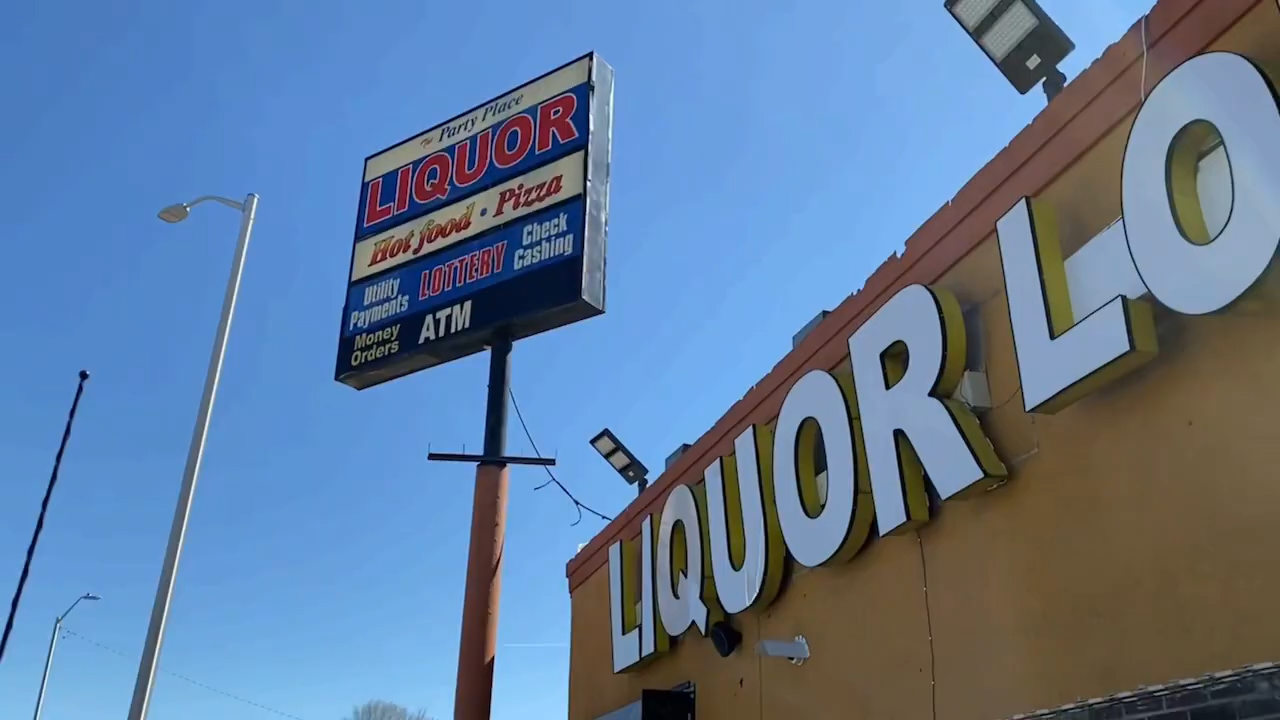 The Party Place
LIQUOR
Hot food • Pizza
Utility Payments
LOTTERY
Check Cashing
Money Orders
ATM
LIQUOR LO